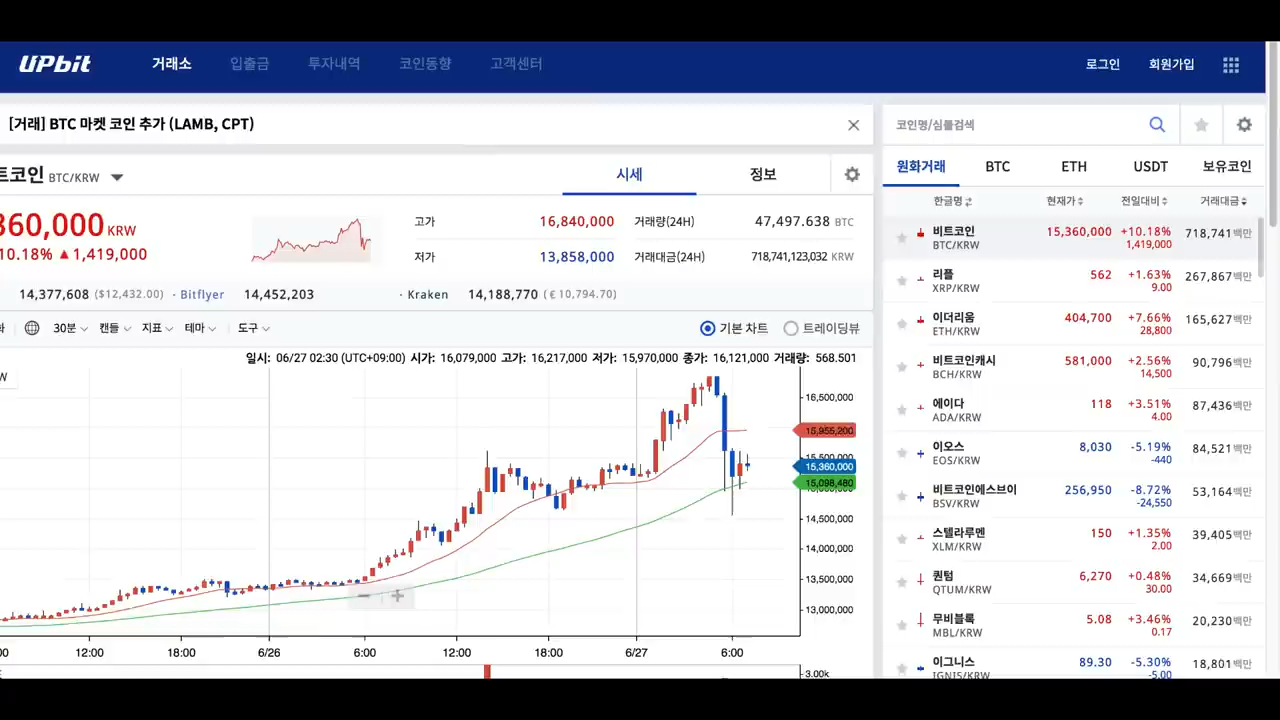 UPbit 거래소 입출금 투자내역 코인동향 고객센터 로그인 회원가입
[거래] BTC 마켓 코인 추가 (LAMB, CPT)
코인명/심볼검색
트코인 BTC/KRW 시세 정보
원화거래 BTC ETH USDT 보유코인
한글명 현재가 전일대비 거래대금
360,000 KRW
10.18% ▲1,419,000
고가 16,840,000 거래량(24H) 47,497.638 BTC
저가 13,858,000 거래대금(24H) 718,741,123,032 KRW
14,377,608 ($12,432.00) · Bitflyer 14,452,203 · Kraken 14,188,770 (€10,794.70)
30분 캔들 지표 테마 도구 기본 차트 트레이딩뷰
일시: 06/27 02:30 (UTC+09:00) 시가: 16,079,000 고가: 16,217,000 저가: 15,970,000 종가: 16,121,000 거래량: 568.501
W
16,500,000
15,955,200
15,500,000
15,360,000
15,098,480
14,500,000
14,000,000
13,500,000
13,000,000
− +
12:00 18:00 6/26 6:00 12:00 18:00 6/27 6:00
3.00k
비트코인 15,360,000 +10.18% 718,741백만
BTC/KRW 1,419,000
리플 562 +1.63% 267,867백만
XRP/KRW 9.00
이더리움 404,700 +7.66% 165,627백만
ETH/KRW 28,800
비트코인캐시 581,000 +2.56% 90,796백만
BCH/KRW 14,500
에이다 118 +3.51% 87,436백만
ADA/KRW 4.00
이오스 8,030 -5.19% 84,521백만
EOS/KRW -440
비트코인에스브이 256,950 -8.72% 53,164백만
BSV/KRW -24,550
스텔라루멘 150 +1.35% 39,405백만
XLM/KRW 2.00
퀀텀 6,270 +0.48% 34,669백만
QTUM/KRW 30.00
무비블록 5.08 +3.46% 20,230백만
MBL/KRW 0.17
이그니스 89.30 -5.30% 18,801백만
IGNIS/KRW -5.00